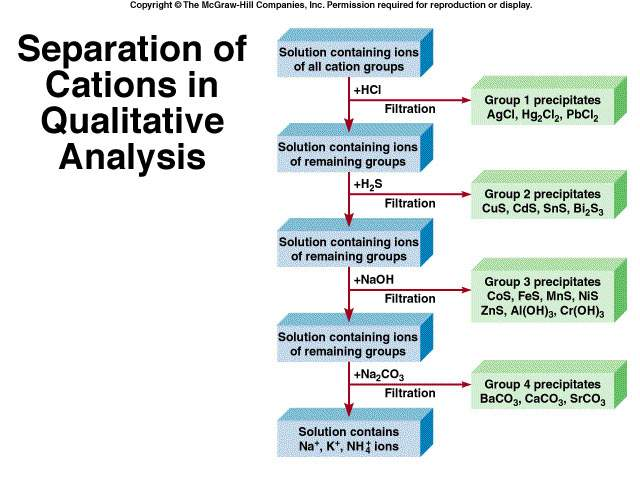 Copyright © The McGraw-Hill Companies, Inc. Permission required for reproduction or display.
Separation of
Cations in
Qualitative
Analysis
Solution containing ions
of all cation groups
+HCl
Filtration
Group 1 precipitates
AgCl, Hg₂Cl₂, PbCl₂
Solution containing ions
of remaining groups
+H₂S
Filtration
Group 2 precipitates
CuS, CdS, SnS, Bi₂S₃
Solution containing ions
of remaining groups
+NaOH
Filtration
Group 3 precipitates
CoS, FeS, MnS, NiS
ZnS, Al(OH)₃, Cr(OH)₃
Solution containing ions
of remaining groups
+Na₂CO₃
Filtration
Group 4 precipitates
BaCO₃, CaCO₃, SrCO₃
Solution contains
Na⁺, K⁺, NH₄⁺ ions